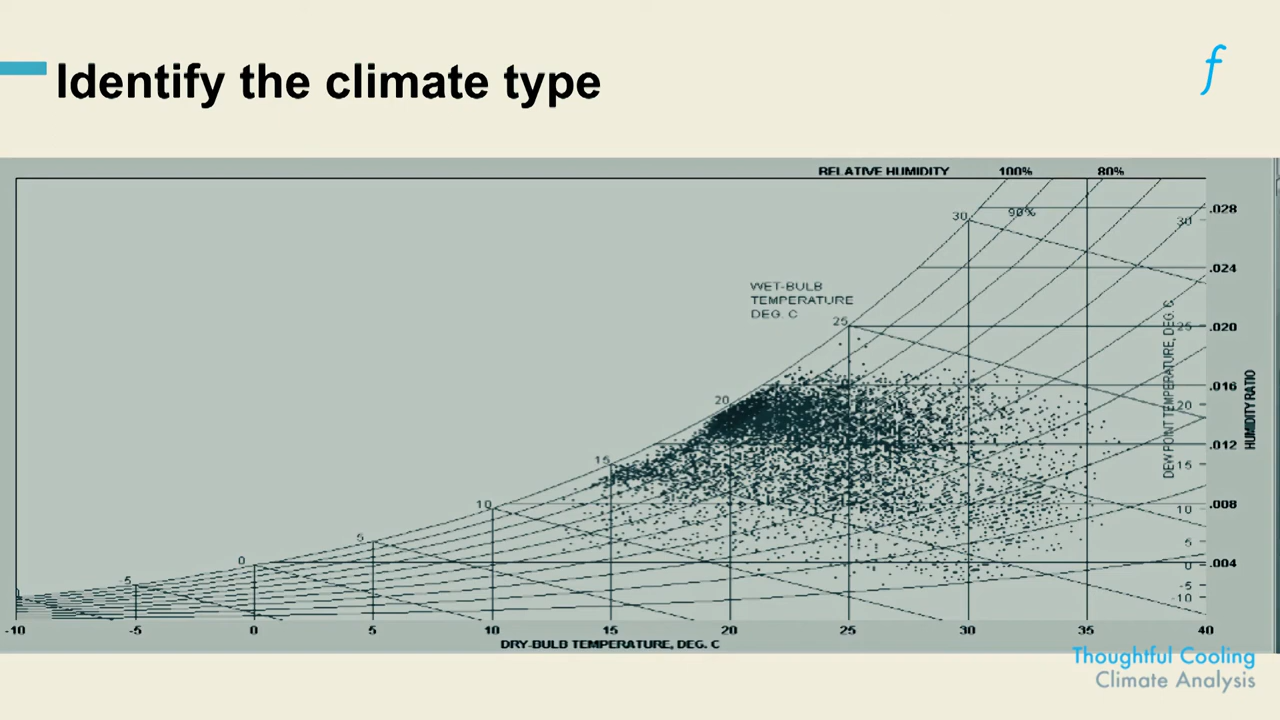 Identify the climate type
f
RELATIVE HUMIDITY 100% 80%
90%
30
.028
30
.024
WET-BULB
TEMPERATURE
DEG. C
25
25
.020
DEW POINT TEMPERATURE, DEG. C
HUMIDITY RATIO
.016
20
20
.012
15
15
10
.008
10
5
5
0
0
.004
-5
-5
-10
-10 -5 0 5 10 15 20 25 30 35 40
DRY-BULB TEMPERATURE, DEG. C
Thoughtful Cooling
Climate Analysis